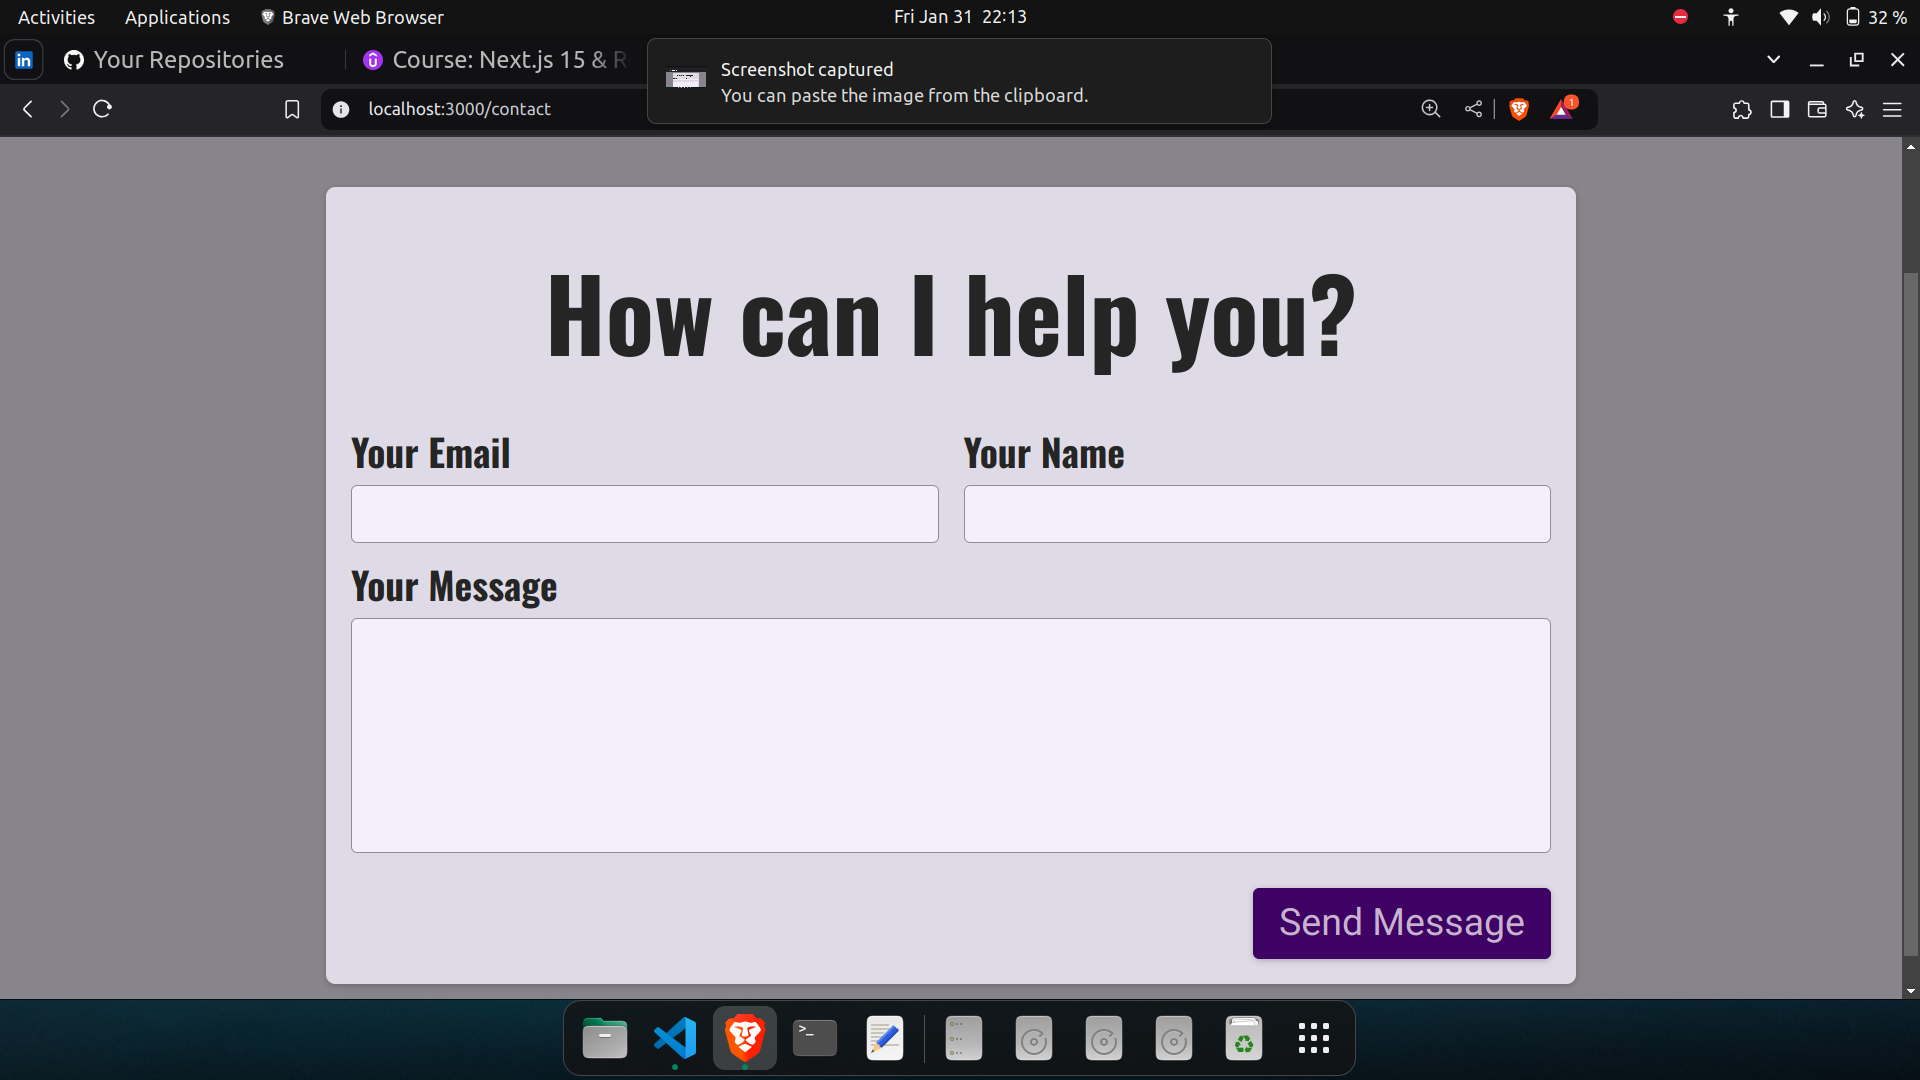 Activities Applications Brave Web Browser Fri Jan 31 22:13 32 %
in Your Repositories Course: Next.js 15 & R
Screenshot captured
You can paste the image from the clipboard.
localhost:3000/contact 1
How can I help you?
Your Email Your Name
Your Message
Send Message
>_